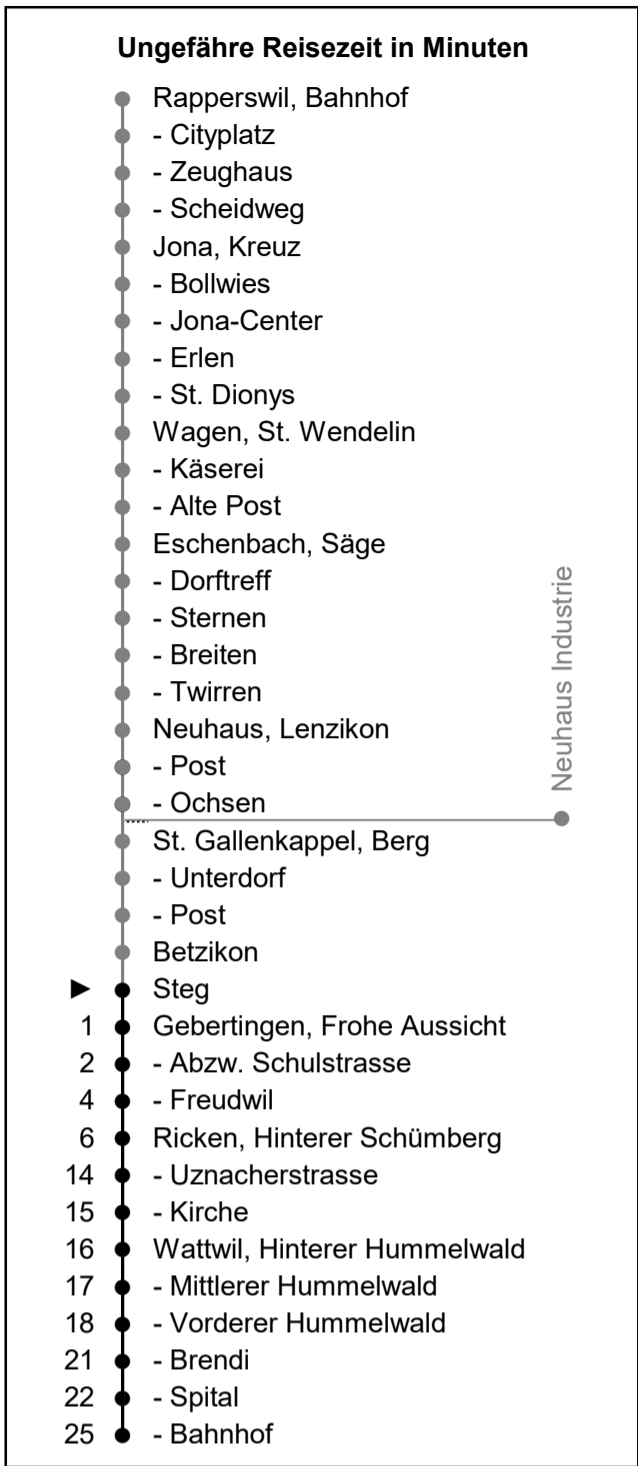 Ungefähre Reisezeit in Minuten
Rapperswil, Bahnhof
- Cityplatz
- Zeughaus
- Scheidweg
Jona, Kreuz
- Bollwies
- Jona-Center
- Erlen
- St. Dionys
Wagen, St. Wendelin
- Käserei
- Alte Post
Eschenbach, Säge
- Dorftreff
- Sternen
- Breiten
- Twirren
Neuhaus, Lenzikon
- Post
- Ochsen
Neuhaus Industrie
St. Gallenkappel, Berg
- Unterdorf
- Post
Betzikon
► Steg
1 Gebertingen, Frohe Aussicht
2 - Abzw. Schulstrasse
4 - Freudwil
6 Ricken, Hinterer Schümberg
14 - Uznacherstrasse
15 - Kirche
16 Wattwil, Hinterer Hummelwald
17 - Mittlerer Hummelwald
18 - Vorderer Hummelwald
21 - Brendi
22 - Spital
25 - Bahnhof